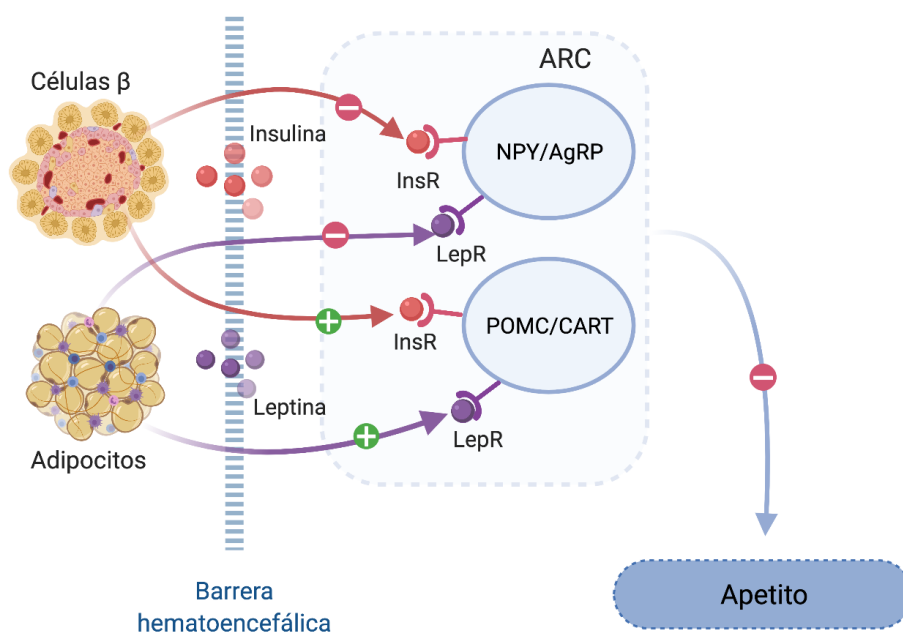 ARC
Células β
Insulina
NPY/AgRP
InsR
LepR
POMC/CART
InsR
Leptina
LepR
Adipocitos
Barrera
hematoencefálica
Apetito